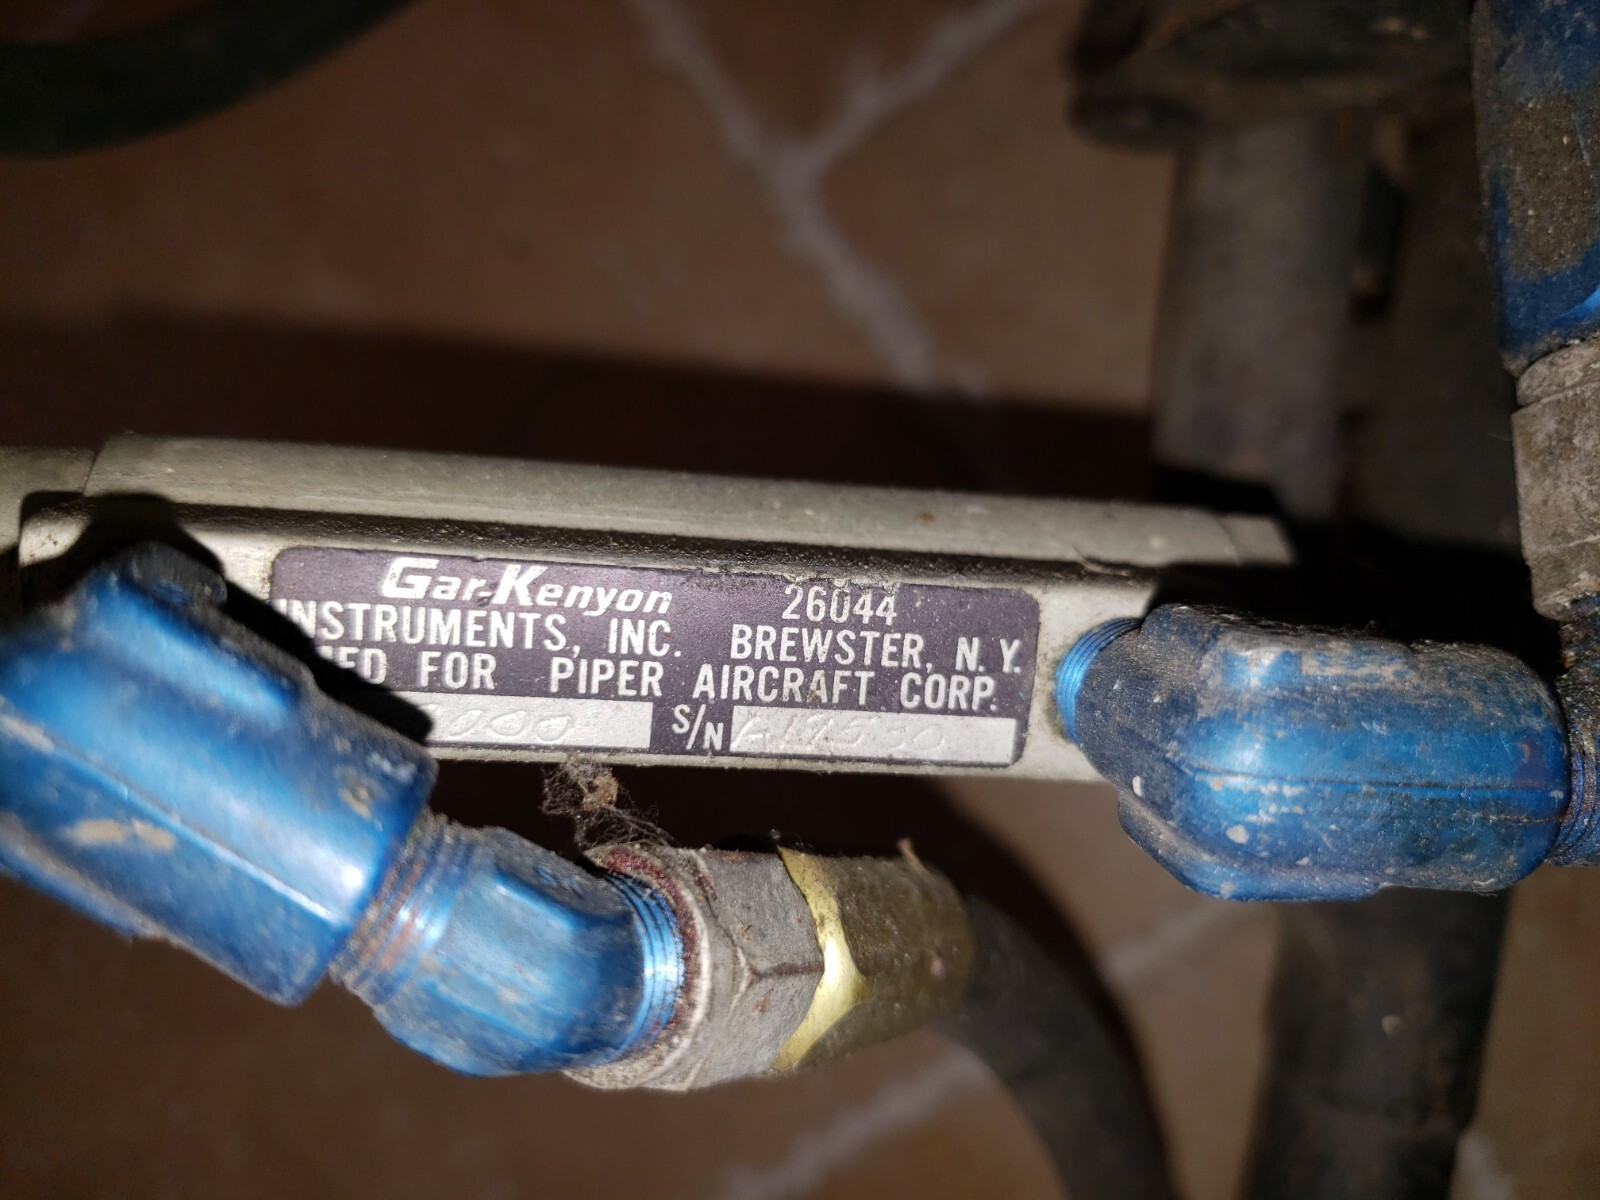 Gar-Kenyon 26044
INSTRUMENTS, INC. BREWSTER, N.Y.
FOR PIPER AIRCRAFT CORP.
S/N